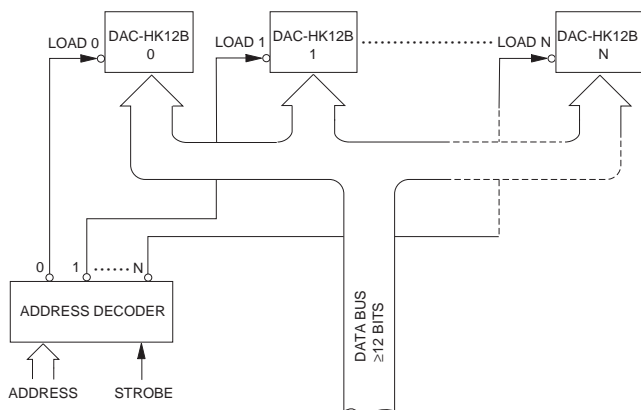 LOAD 0
DAC-HK12B
0
LOAD 1
DAC-HK12B
1
LOAD N
DAC-HK12B
N
0
1
N
ADDRESS DECODER
ADDRESS
STROBE
DATA BUS
≥12 BITS